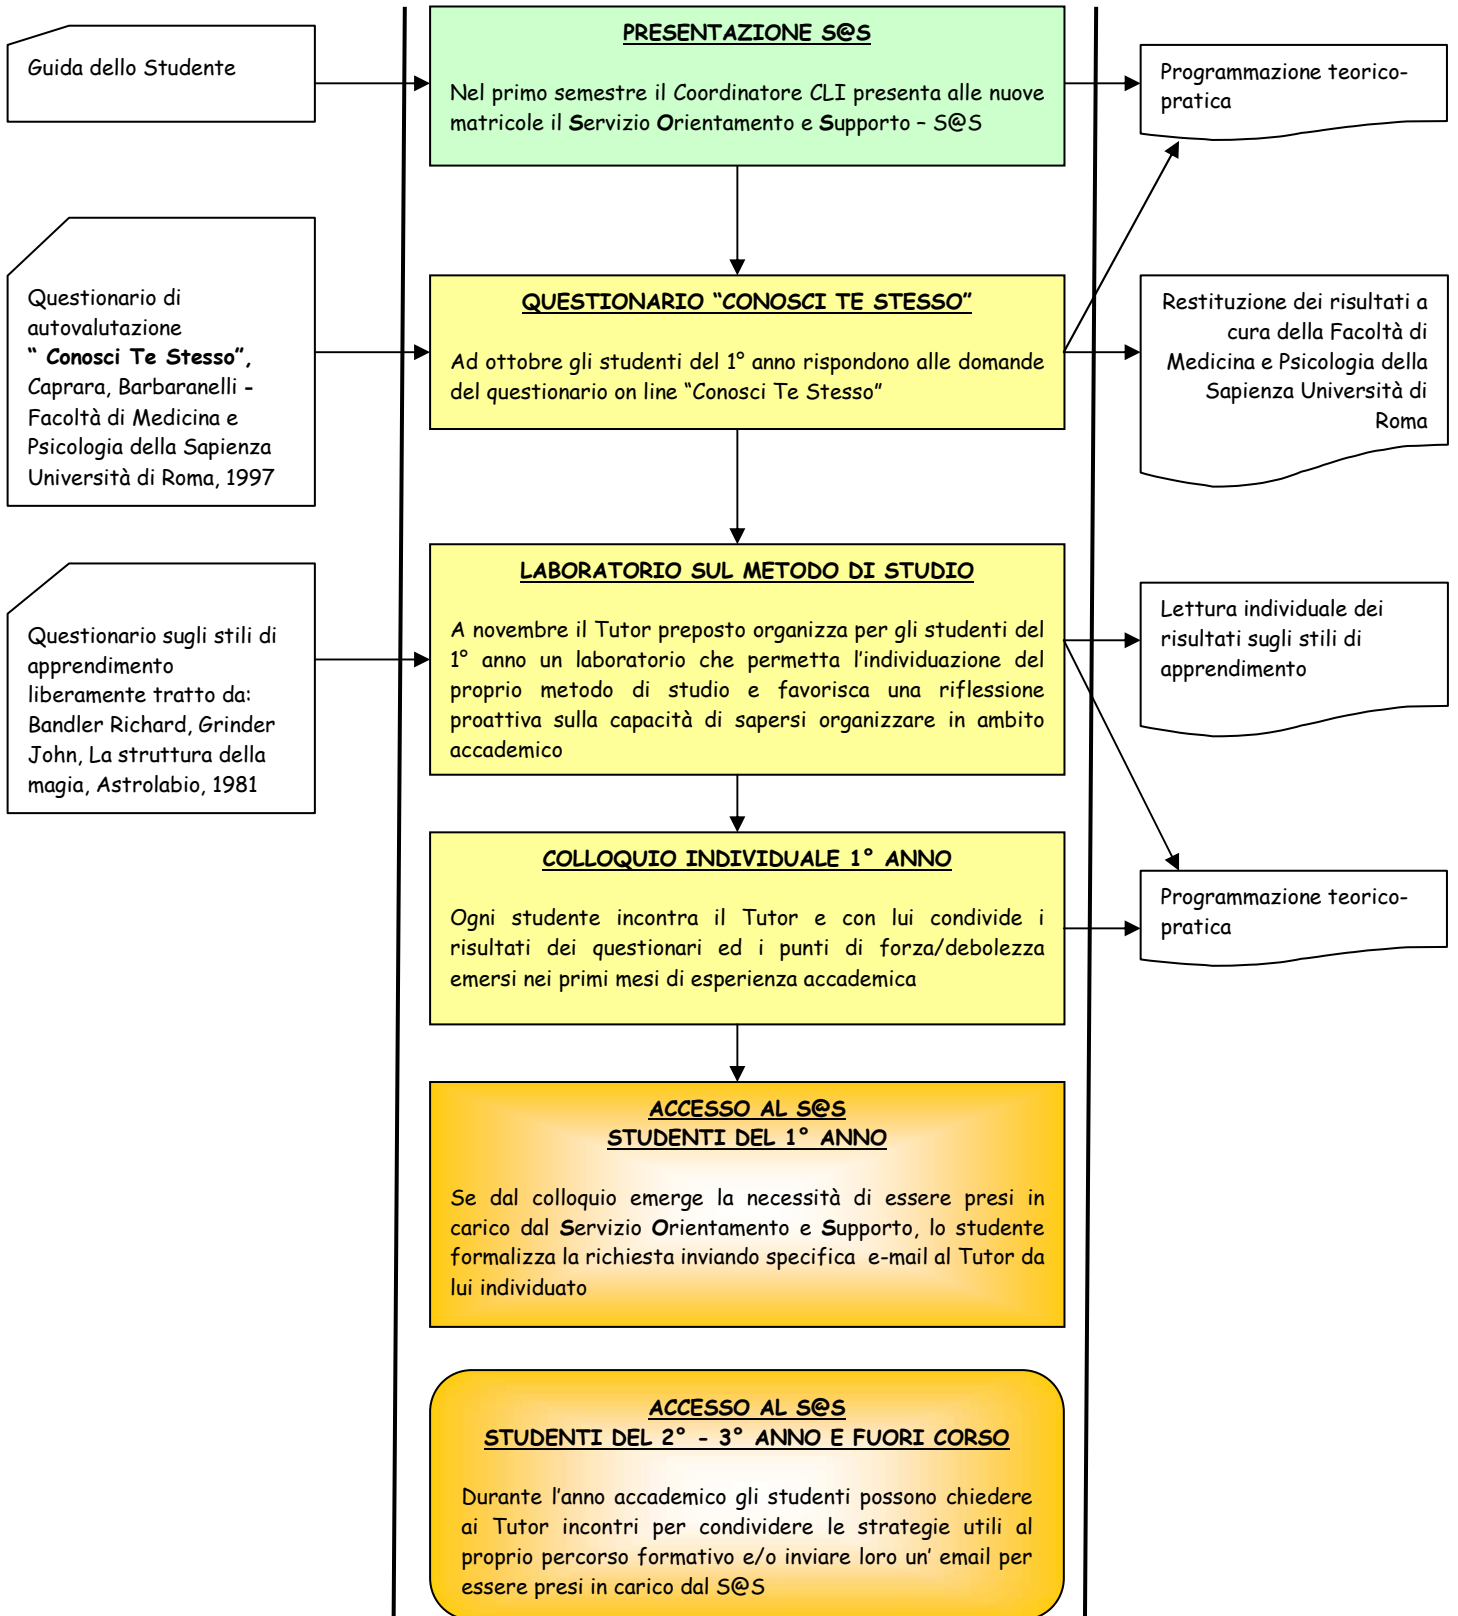 PRESENTAZIONE S@S
Nel primo semestre il Coordinatore CLI presenta alle nuove
matricole il Servizio Orientamento e Supporto – S@S
Guida dello Studente
Programmazione teorico-
pratica
QUESTIONARIO “CONOSCI TE STESSO”
Ad ottobre gli studenti del 1° anno rispondono alle domande
del questionario on line “Conosci Te Stesso”
Questionario di
autovalutazione
“ Conosci Te Stesso”,
Caprara, Barbaranelli -
Facoltà di Medicina e
Psicologia della Sapienza
Università di Roma, 1997
Restituzione dei risultati a
cura della Facoltà di
Medicina e Psicologia della
Sapienza Università di
Roma
LABORATORIO SUL METODO DI STUDIO
A novembre il Tutor preposto organizza per gli studenti del
1° anno un laboratorio che permetta l’individuazione del
proprio metodo di studio e favorisca una riflessione
proattiva sulla capacità di sapersi organizzare in ambito
accademico
Questionario sugli stili di
apprendimento
liberamente tratto da:
Bandler Richard, Grinder
John, La struttura della
magia, Astrolabio, 1981
Lettura individuale dei
risultati sugli stili di
apprendimento
COLLOQUIO INDIVIDUALE 1° ANNO
Ogni studente incontra il Tutor e con lui condivide i
risultati dei questionari ed i punti di forza/debolezza
emersi nei primi mesi di esperienza accademica
Programmazione teorico-
pratica
ACCESSO AL S@S
STUDENTI DEL 1° ANNO
Se dal colloquio emerge la necessità di essere presi in
carico dal Servizio Orientamento e Supporto, lo studente
formalizza la richiesta inviando specifica e-mail al Tutor da
lui individuato
ACCESSO AL S@S
STUDENTI DEL 2° - 3° ANNO E FUORI CORSO
Durante l’anno accademico gli studenti possono chiedere
ai Tutor incontri per condividere le strategie utili al
proprio percorso formativo e/o inviare loro un’ email per
essere presi in carico dal S@S